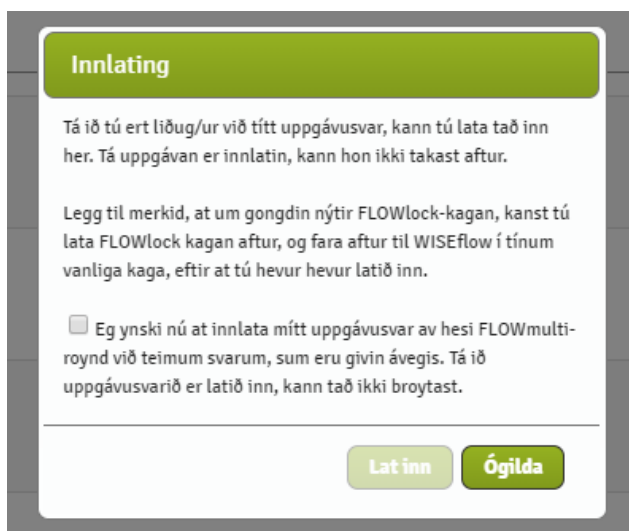 Innlating
Tá ið tú ert liðug/ur við títt uppgávusvar, kann tú lata tað inn
her. Tá uppgávan er innlatin, kann hon ikki takast aftur.
Legg til merkid, at um gongdin nýtir FLOWlock-kagan, kanst tú
lata FLOWlock kagan aftur, og fara aftur til WISEflow í tínum
vanliga kaga, eftir at tú hevur hevur latið inn.
Eg ynski nú at innlata mítt uppgávusvar av hesi FLOWmulti-
roynd við teimum svarum, sum eru givin ávegis. Tá ið
uppgávusvarið er latið inn, kann tað ikki broytast.
Lat inn Ógilda